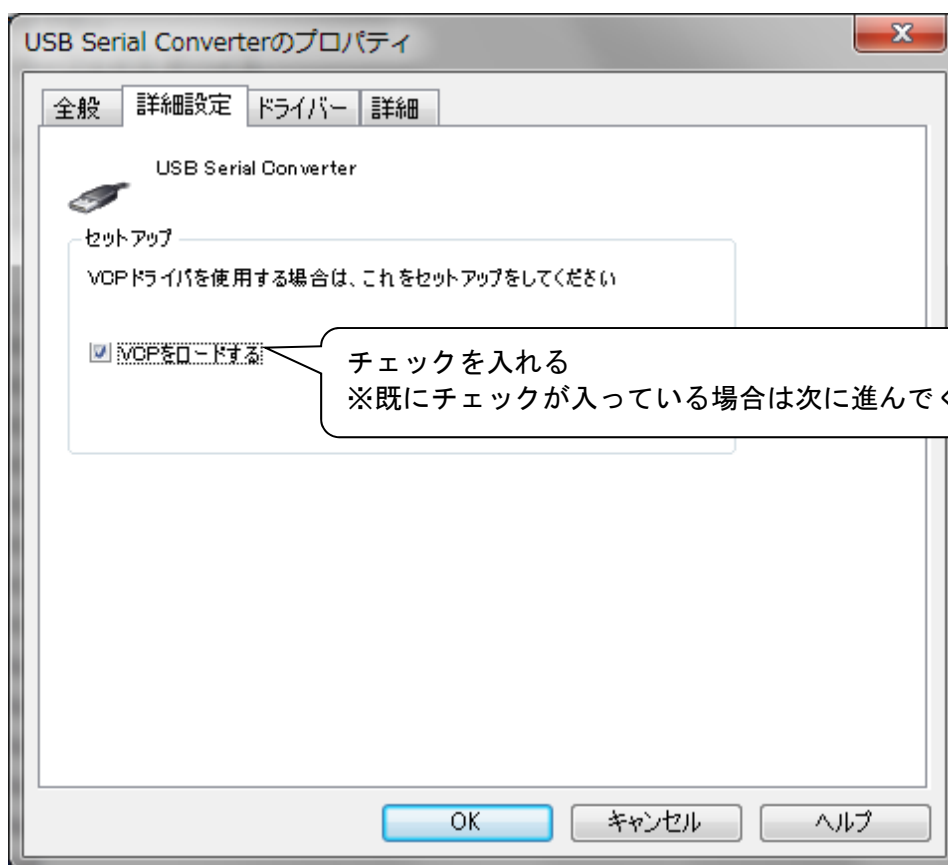 USB Serial Converterのプロパティ
全般 詳細設定 ドライバー 詳細
USB Serial Converter
セットアップ
VCPドライバを使用する場合は、これをセットアップをしてください
VCPをロードする
チェックを入れる
※既にチェックが入っている場合は次に進んで
OK キャンセル ヘルプ